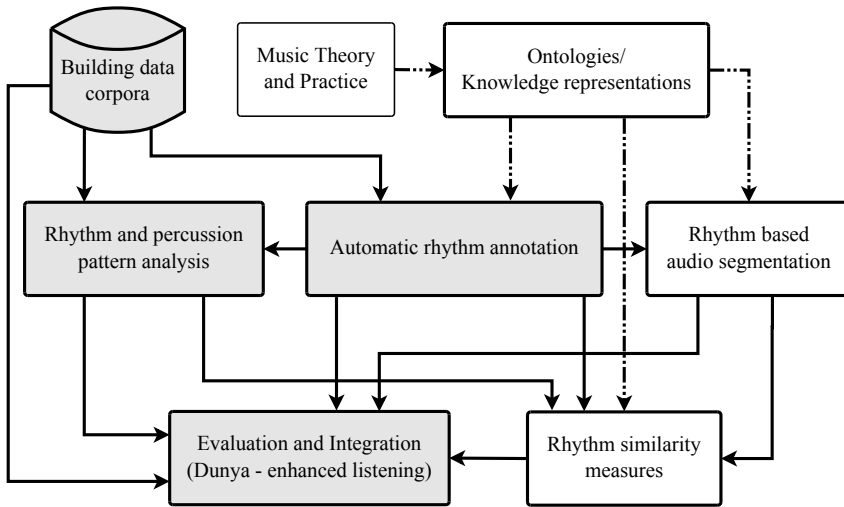 Building data
corpora
Music Theory
and Practice
Ontologies/
Knowledge representations
Rhythm and percussion
pattern analysis
Automatic rhythm annotation
Rhythm based
audio segmentation
Evaluation and Integration
(Dunya - enhanced listening)
Rhythm similarity
measures